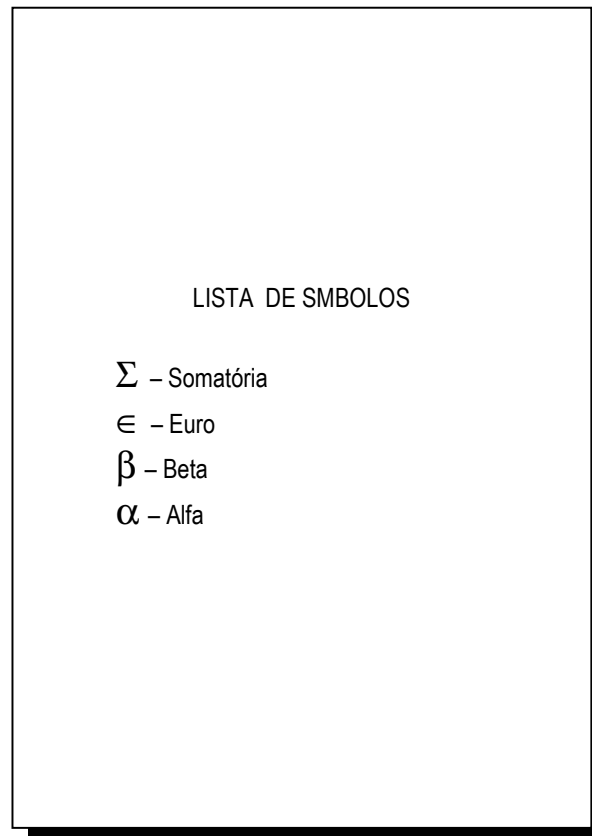 LISTA DE SMBOLOS
Σ – Somatória
∈ – Euro
β – Beta
α – Alfa